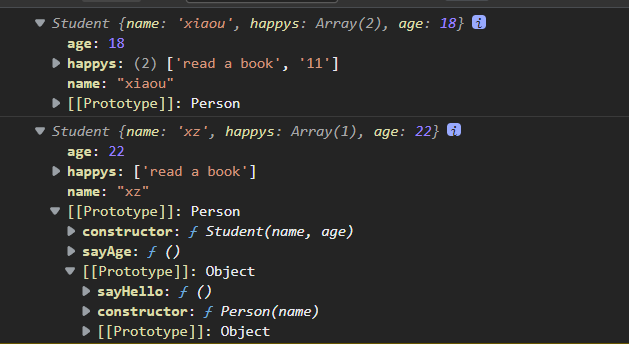 Student {name: 'xiaou', happys: Array(2), age: 18} i
age: 18
happys: (2) ['read a book', '11']
name: "xiaou"
[[Prototype]]: Person
Student {name: 'xz', happys: Array(1), age: 22} i
age: 22
happys: ['read a book']
name: "xz"
[[Prototype]]: Person
constructor: ƒ Student(name, age)
sayAge: ƒ ()
[[Prototype]]: Object
sayHello: ƒ ()
constructor: ƒ Person(name)
[[Prototype]]: Object